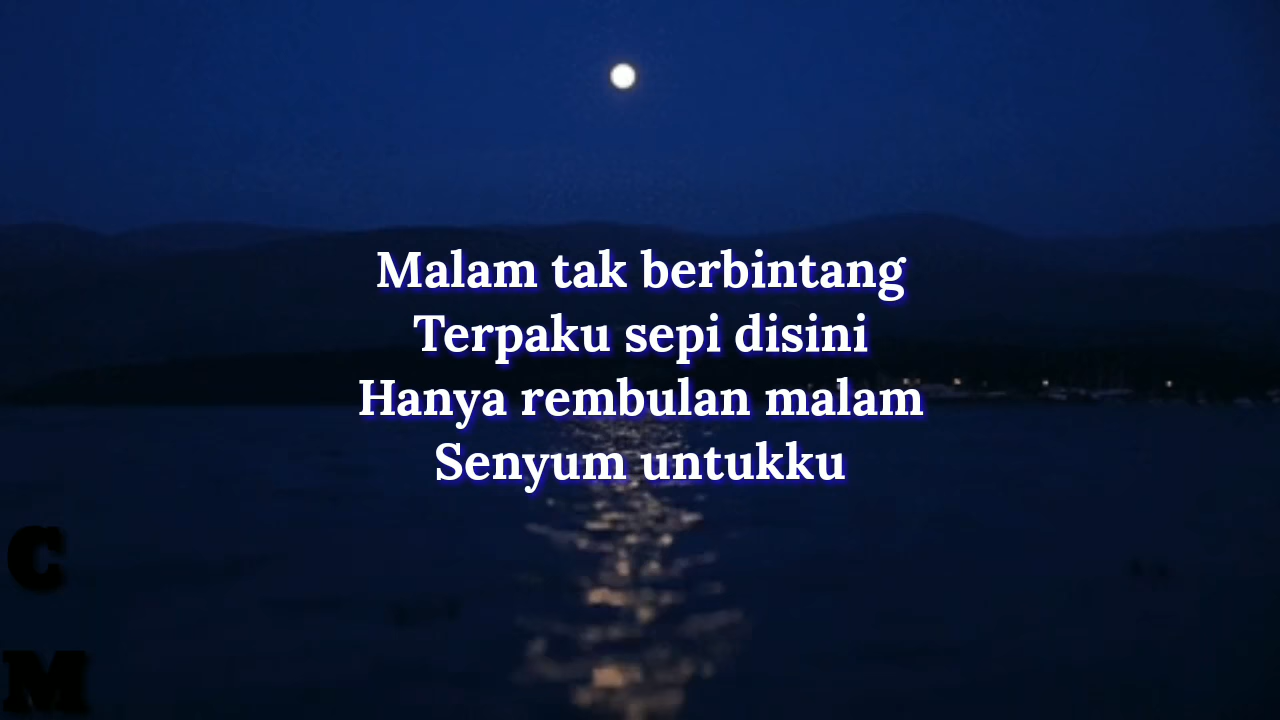 Malam tak berbintang
Terpaku sepi disini
Hanya rembulan malam
Senyum untukku
C
M